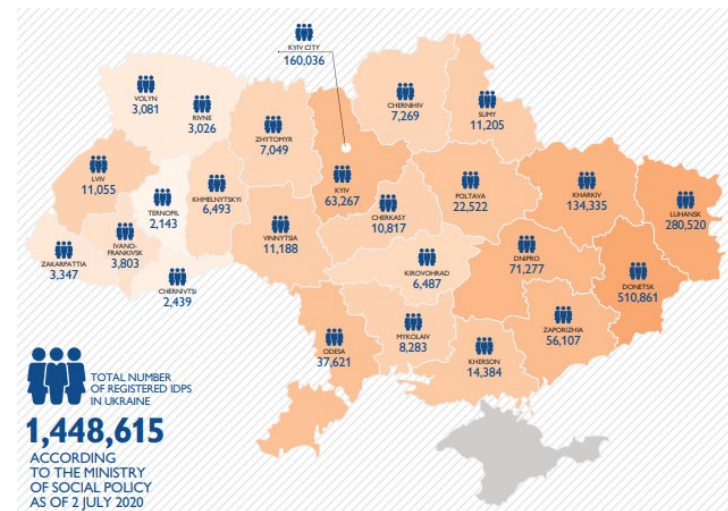 KYIV CITY
160,036
VOLYN
3,081
RIVNE
3,026
ZHYTOMYR
7,049
CHERNIHIV
7,269
SUMY
11,205
LVIV
11,055
TERNOPIL
2,143
KHMELNYTSKYI
6,493
KYIV
63,267
CHERKASY
10,817
POLTAVA
22,522
KHARKIV
134,335
LUHANSK
280,520
ZAKARPATTIA
3,347
IVANO-
FRANKIVSK
3,803
CHERNIVTSI
2,439
VINNYTSIA
11,188
KIROVOHRAD
6,487
DNIPRO
71,277
DONETSK
510,861
ODESA
37,621
MYKOLAIV
8,283
KHERSON
14,384
ZAPORIZHIA
56,107
TOTAL NUMBER
OF REGISTERED IDPS
IN UKRAINE
1,448,615
ACCORDING
TO THE MINISTRY
OF SOCIAL POLICY
AS OF 2 JULY 2020